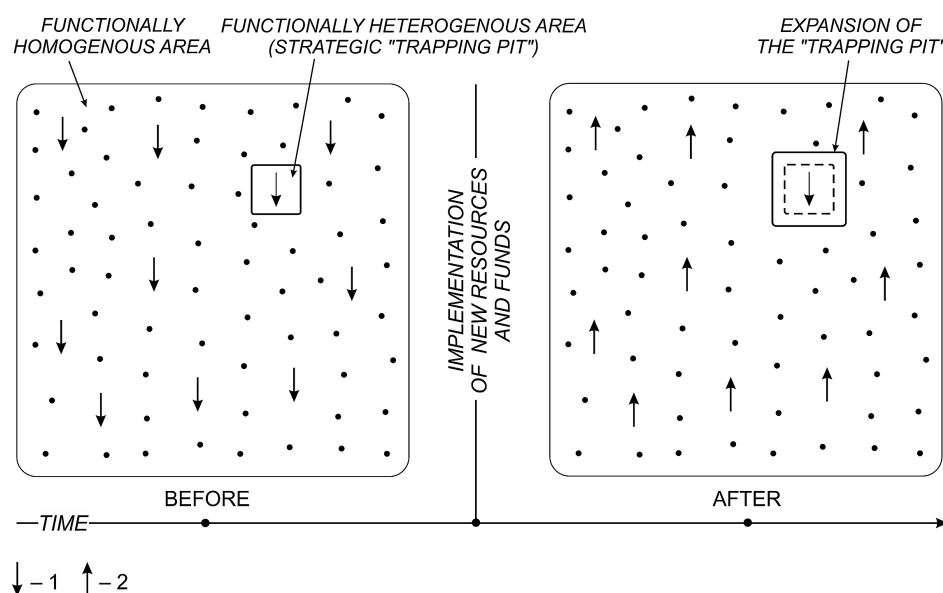 FUNCTIONALLY
HOMOGENOUS AREA
FUNCTIONALLY HETEROGENOUS AREA
(STRATEGIC "TRAPPING PIT")
EXPANSION OF
THE "TRAPPING PIT"
IMPLEMENTATION
OF NEW RESOURCES
AND FUNDS
BEFORE
AFTER
TIME
– 1
– 2